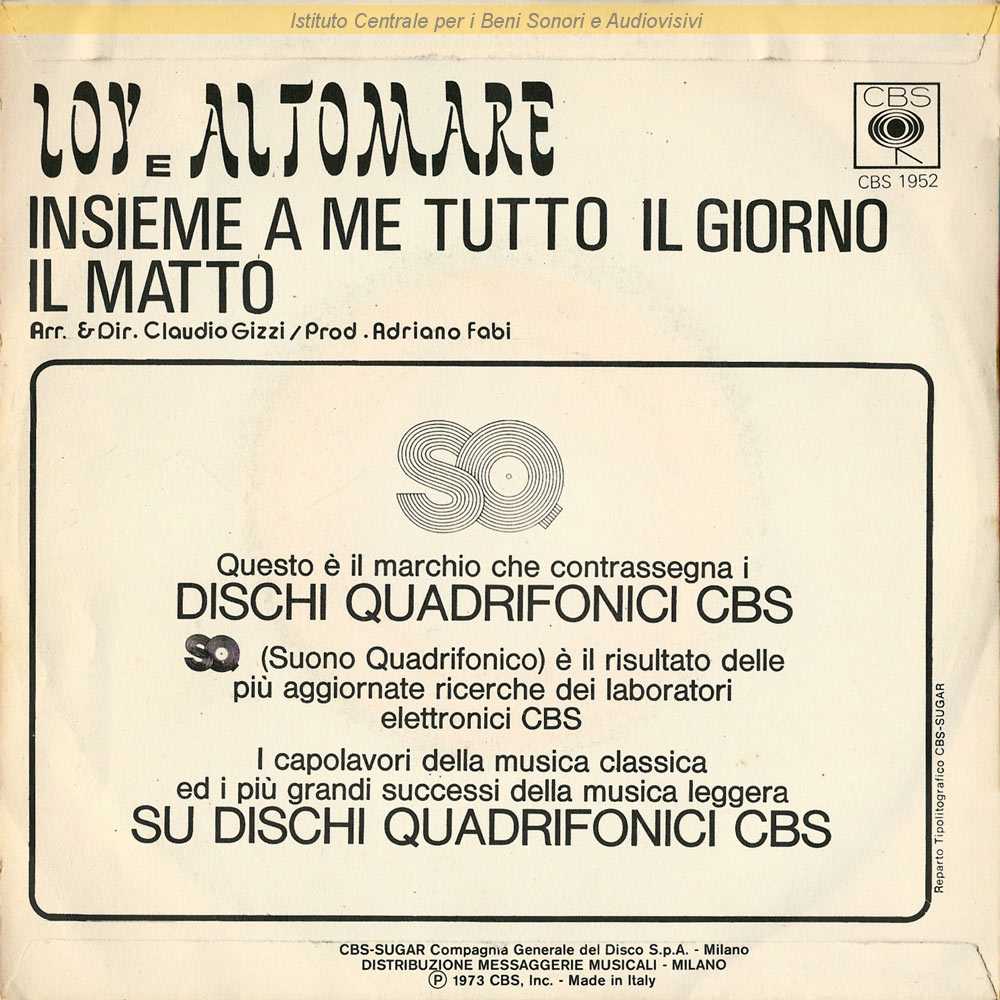 Istituto Centrale per i Beni Sonori e Audiovisivi
LOY E ALTOMARE
CBS
CBS 1952
INSIEME A ME TUTTO IL GIORNO
IL MATTO
Arr. & Dir. Claudio Gizzi / Prod. Adriano Fabi
SQ
Questo è il marchio che contrassegna i
DISCHI QUADRIFONICI CBS
SQ (Suono Quadrifonico) è il risultato delle
più aggiornate ricerche dei laboratori
elettronici CBS
I capolavori della musica classica
ed i più grandi successi della musica leggera
SU DISCHI QUADRIFONICI CBS
Reparto Tipolitografico CBS-SUGAR
CBS-SUGAR Compagnia Generale del Disco S.p.A. - Milano
DISTRIBUZIONE MESSAGGERIE MUSICALI - MILANO
Ⓟ 1973 CBS, Inc. - Made in Italy